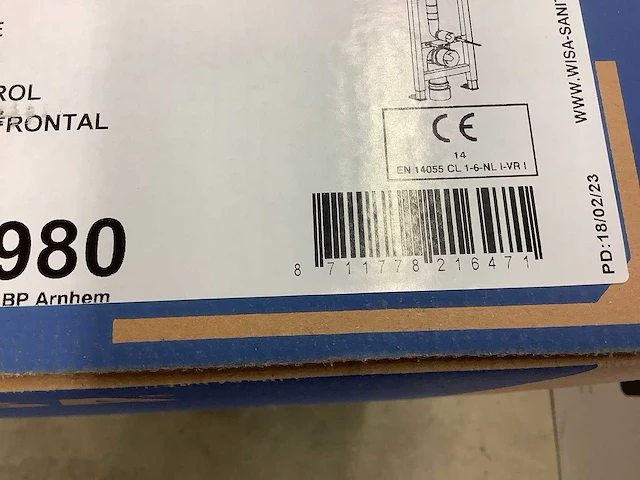 E
ROL
FRONTAL
WWW.WISA-SANI
CE
14
EN 14055 CL 1-6-NL I-VR I
980
8 711778 216471
PD:18/02/23
BP Arnhem